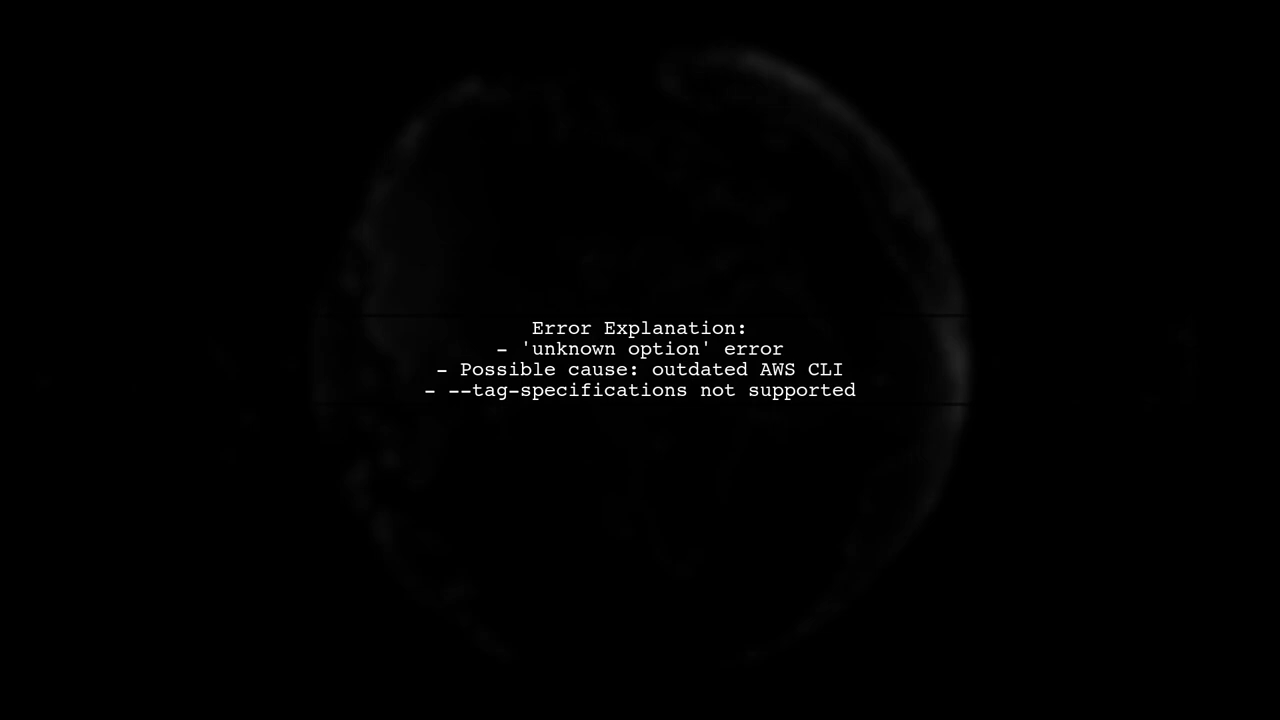 Error Explanation:
- 'unknown option' error
- Possible cause: outdated AWS CLI
- --tag-specifications not supported